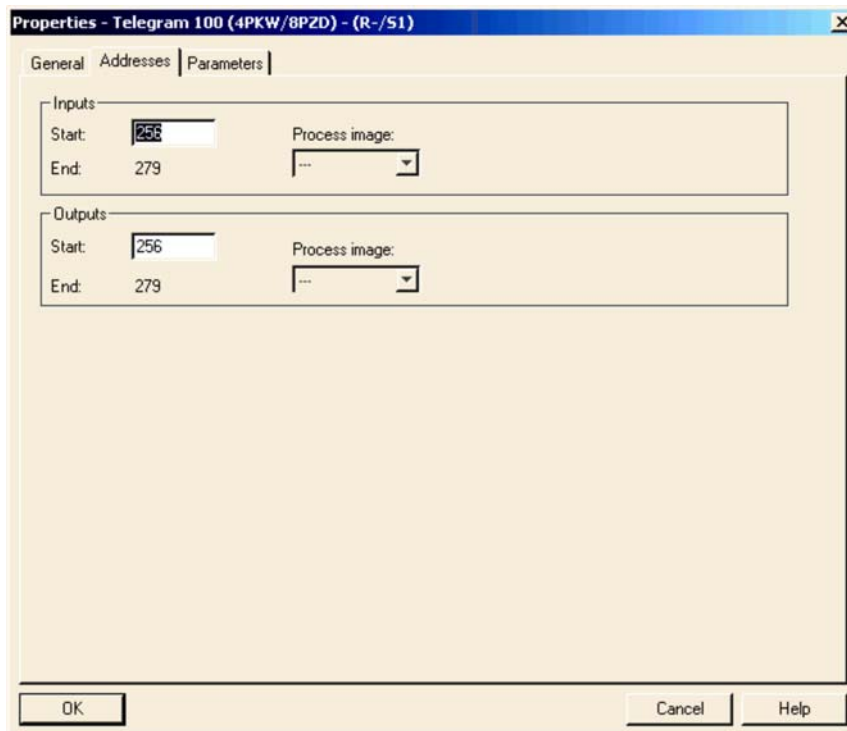 Properties - Telegram 100 (4PKW/8PZD) - (R-/S1)
General Addresses Parameters
Inputs
Start: 256 Process image:
End: 279 ---
Outputs
Start: 256 Process image:
End: 279 ---
OK Cancel Help